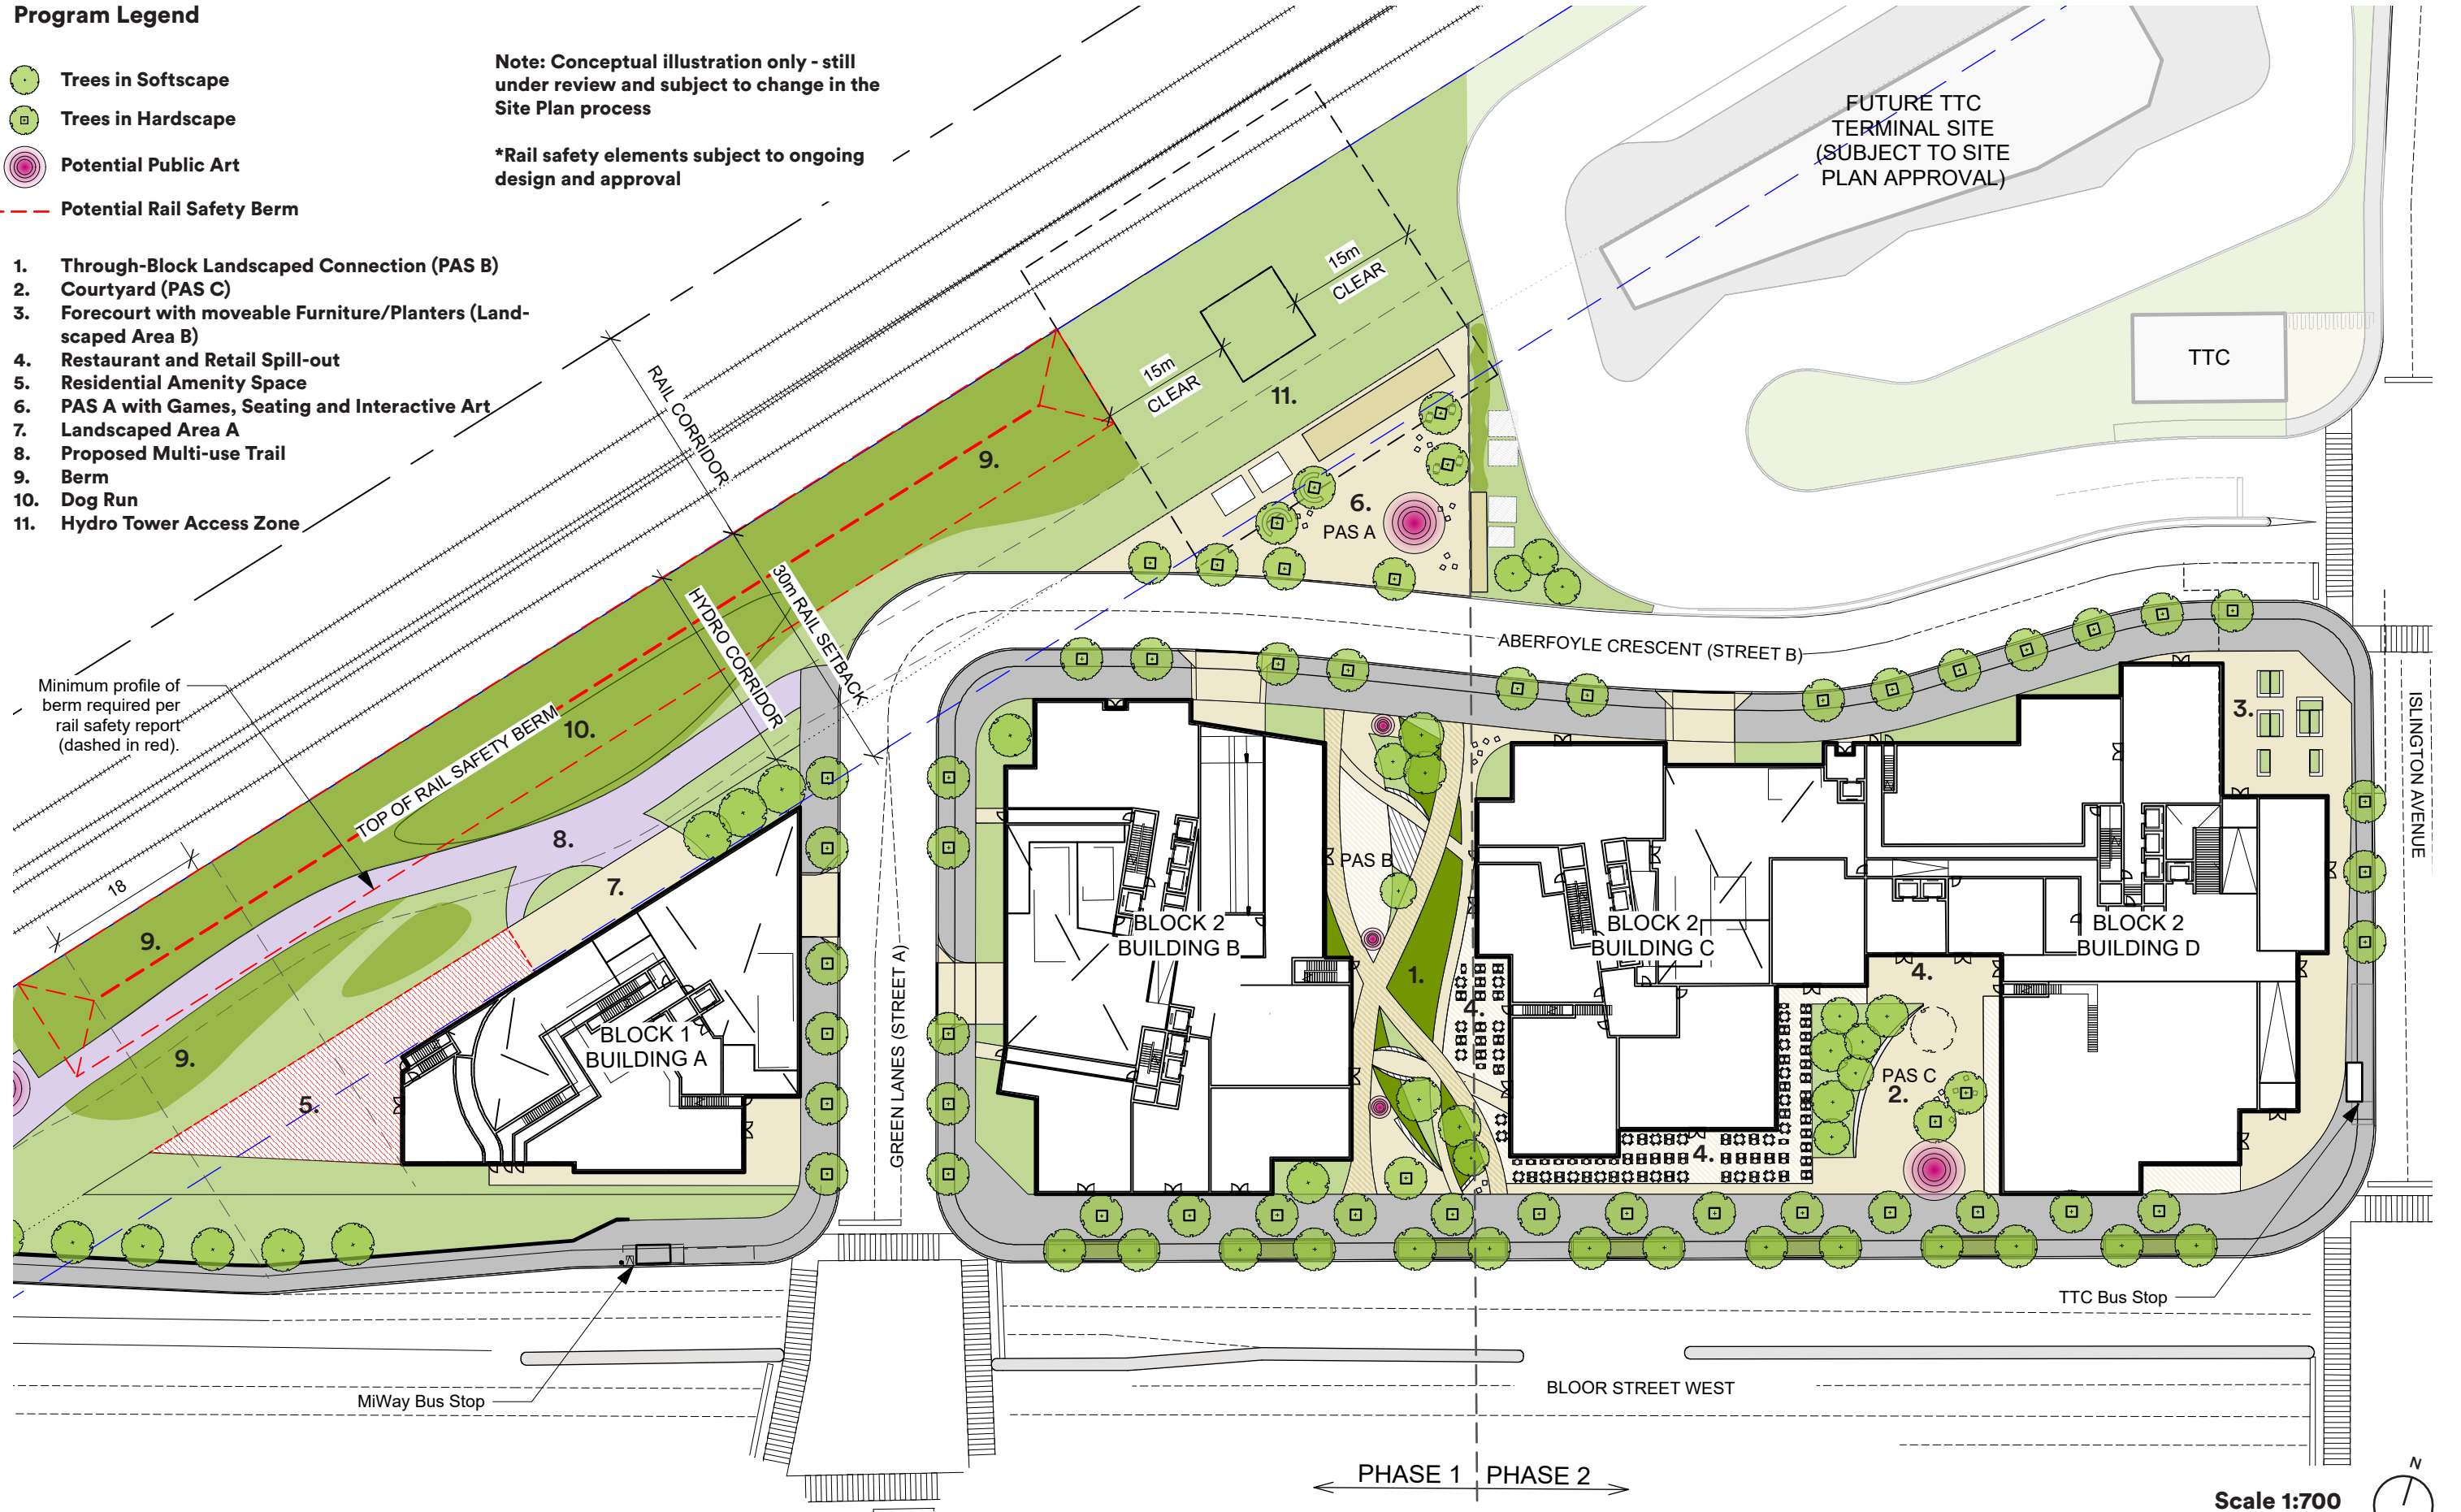 Program Legend
Trees in Softscape
Trees in Hardscape
Potential Public Art
Potential Rail Safety Berm
1. Through-Block Landscaped Connection (PAS B)
2. Courtyard (PAS C)
3. Forecourt with moveable Furniture/Planters (Land-
scaped Area B)
4. Restaurant and Retail Spill-out
5. Residential Amenity Space
6. PAS A with Games, Seating and Interactive Art
7. Landscaped Area A
8. Proposed Multi-use Trail
9. Berm
10. Dog Run
11. Hydro Tower Access Zone
Note: Conceptual illustration only - still
under review and subject to change in the
Site Plan process
*Rail safety elements subject to ongoing
design and approval
FUTURE TTC
TERMINAL SITE
(SUBJECT TO SITE
PLAN APPROVAL)
TTC
15m
CLEAR
15m
CLEAR
11.
RAIL CORRIDOR
9.
6.
PAS A
30m RAIL SETBACK
HYDRO CORRIDOR
ABERFOYLE CRESCENT (STREET B)
Minimum profile of
berm required per
rail safety report
(dashed in red).
TOP OF RAIL SAFETY BERM
10.
3.
ISLINGTON AVENUE
8.
7.
18
PAS B
9.
BLOCK 2
BUILDING B
BLOCK 2
BUILDING C
BLOCK 2
BUILDING D
1.
4.
4.
GREEN LANES (STREET A)
BLOCK 1
BUILDING A
9.
5.
PAS C
2.
4.
MiWay Bus Stop
TTC Bus Stop
BLOOR STREET WEST
PHASE 1
PHASE 2
N
Scale 1:700